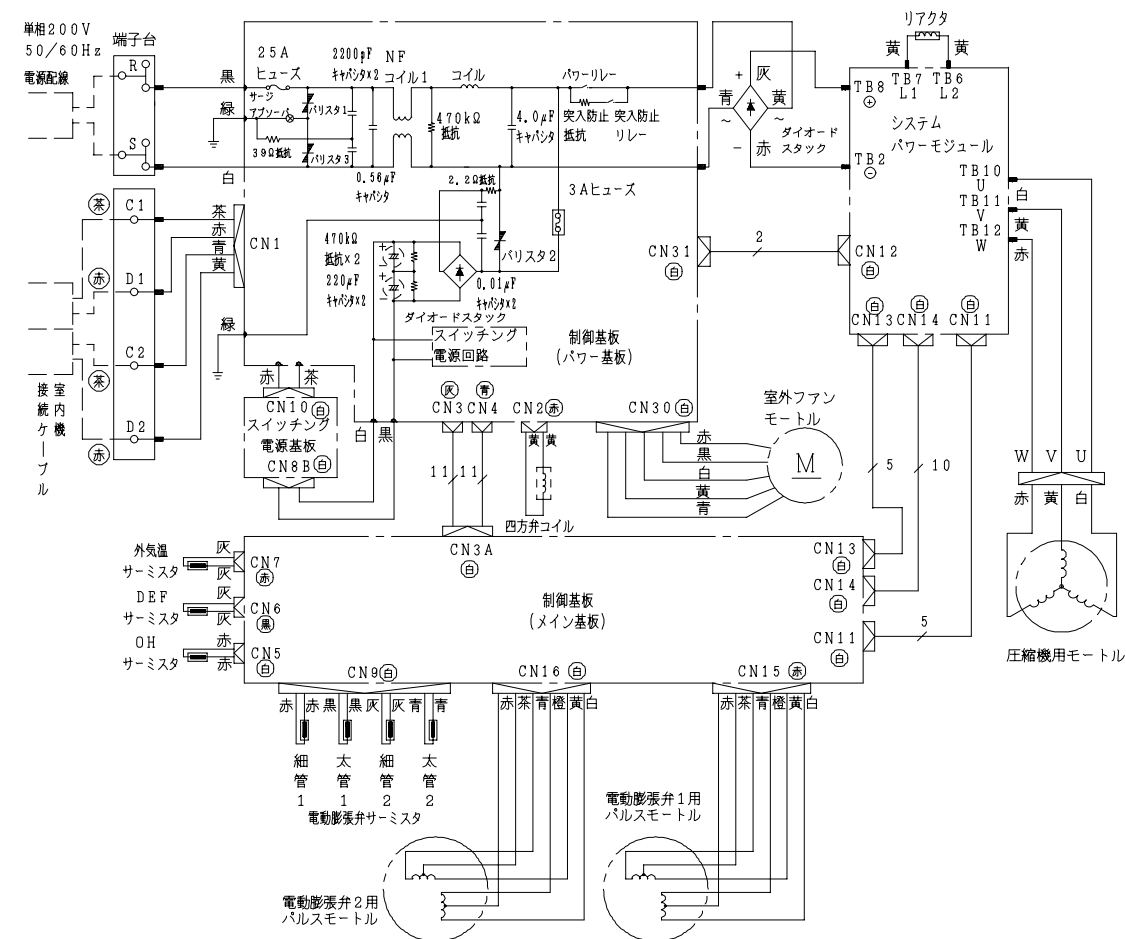 単相200V
50/60Hz
電源配線
端子台
R
S
黒
緑
白
25A
ヒューズ
サージ
アブソーバ
バリスタ1
39Ω抵抗
バリスタ3
2200pF
キャパシタ×2
NF
コイル1
コイル
0.56μF
キャパシタ
470kΩ
抵抗
4.0μF
キャパシタ
パワーリレー
突入防止
抵抗
突入防止
リレー
2.2Ω抵抗
3Aヒューズ
バリスタ2
470kΩ
抵抗×2
220μF
キャパシタ×2
0.01μF
キャパシタ×2
ダイオードスタック
スイッチング
電源回路
制御基板
(パワー基板)
+
灰
青
黄
~
~
−
赤
ダイオード
スタック
リアクタ
黄
黄
TB7
L1
TB6
L2
TB8
⊕
システム
パワーモジュール
TB2
⊖
TB10
U
TB11
V
TB12
W
白
黄
赤
CN31
白
2
CN12
白
白
白
白
CN13
CN14
CN11
茶
C1
赤
D1
C2
茶
D2
赤
室内機
接続ケーブル
茶
赤
青
黄
CN1
緑
赤
茶
CN10
白
スイッチング
電源基板
CN8B
白
白
黒
灰
青
CN3
CN4
CN2
赤
CN30
白
11
11
黄
黄
四方弁コイル
赤
黒
白
黄
青
室外ファン
モートル
M
5
10
5
W
V
U
赤
黄
白
圧縮機用モートル
外気温
サーミスタ
灰
灰
CN7
赤
DEF
サーミスタ
灰
灰
CN6
黒
OH
サーミスタ
赤
赤
CN5
白
CN3A
白
制御基板
(メイン基板)
CN13
白
CN14
白
CN11
白
CN9
白
CN16
白
CN15
赤
赤
赤
黒
黒
灰
灰
青
青
細管1
太管1
細管2
太管2
電動膨張弁サーミスタ
赤
茶
青
橙
黄
白
赤
茶
青
橙
黄
白
電動膨張弁1用
パルスモートル
電動膨張弁2用
パルスモートル